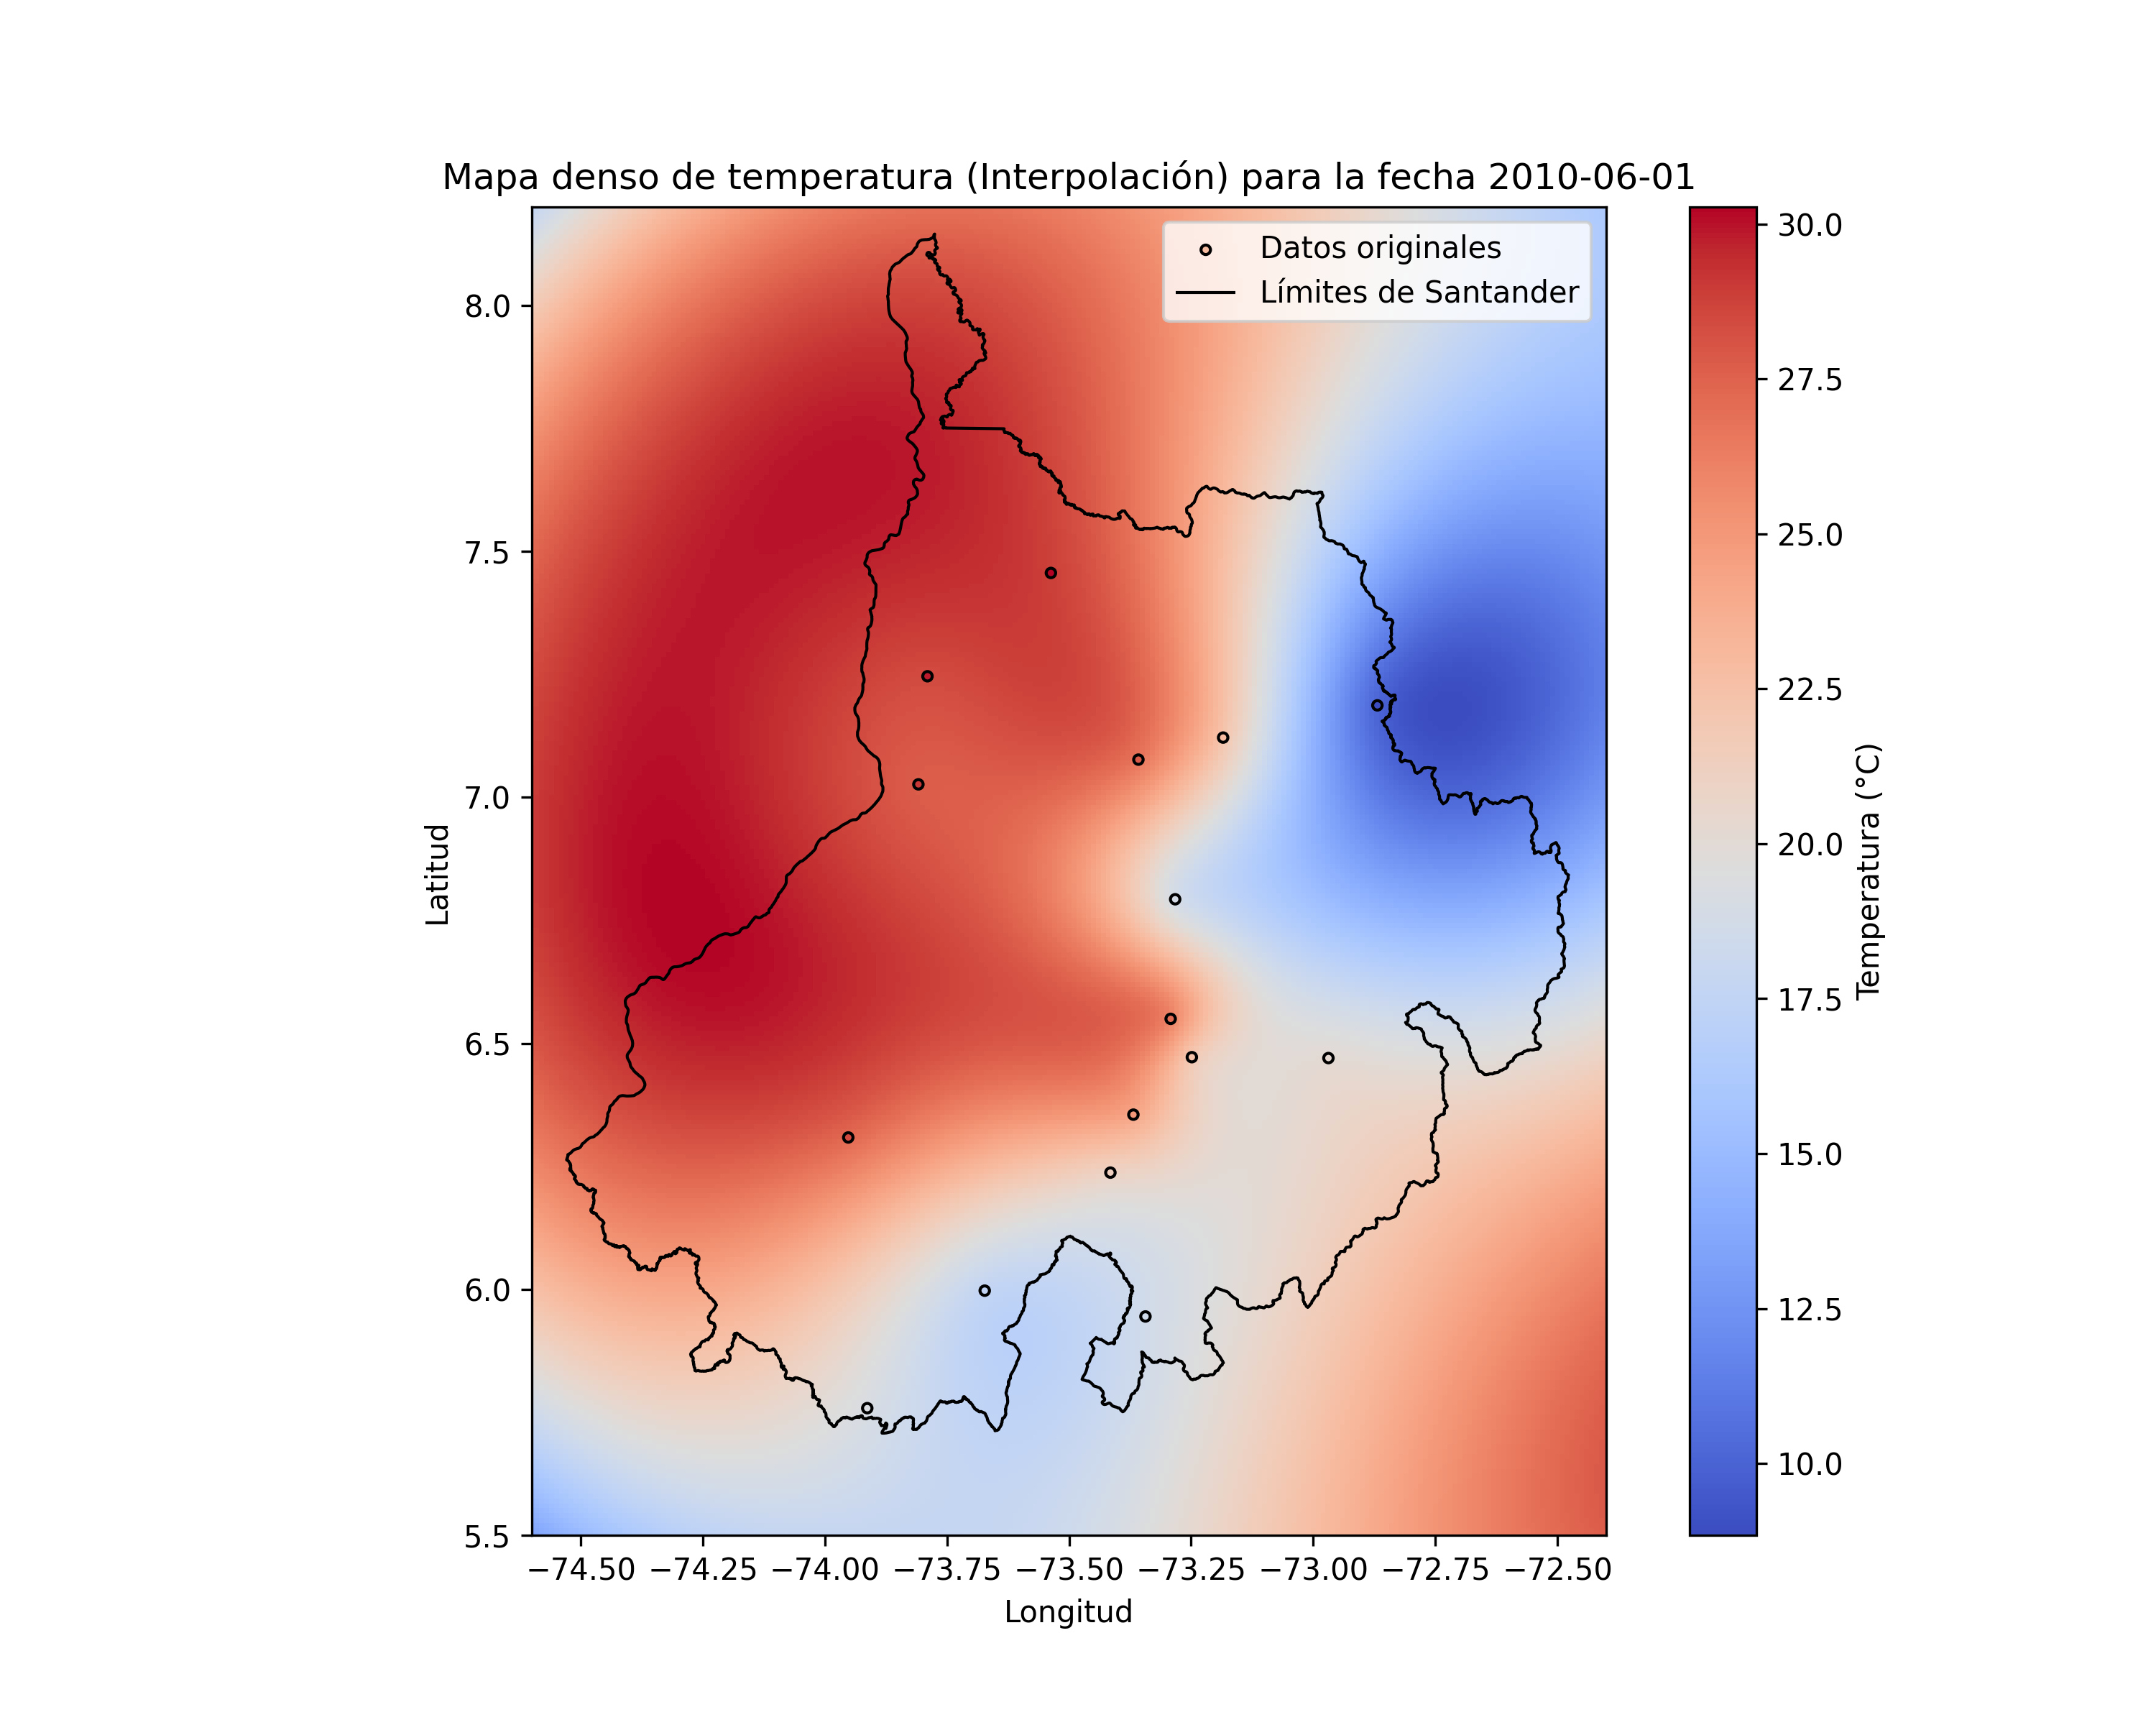 Mapa denso de temperatura (Interpolación) para la fecha 2010-06-01
Datos originales
Límites de Santander
8.0
7.5
7.0
6.5
6.0
5.5
Latitud
−74.50 −74.25 −74.00 −73.75 −73.50 −73.25 −73.00 −72.75 −72.50
Longitud
30.0
27.5
25.0
22.5
20.0
17.5
15.0
12.5
10.0
Temperatura (°C)